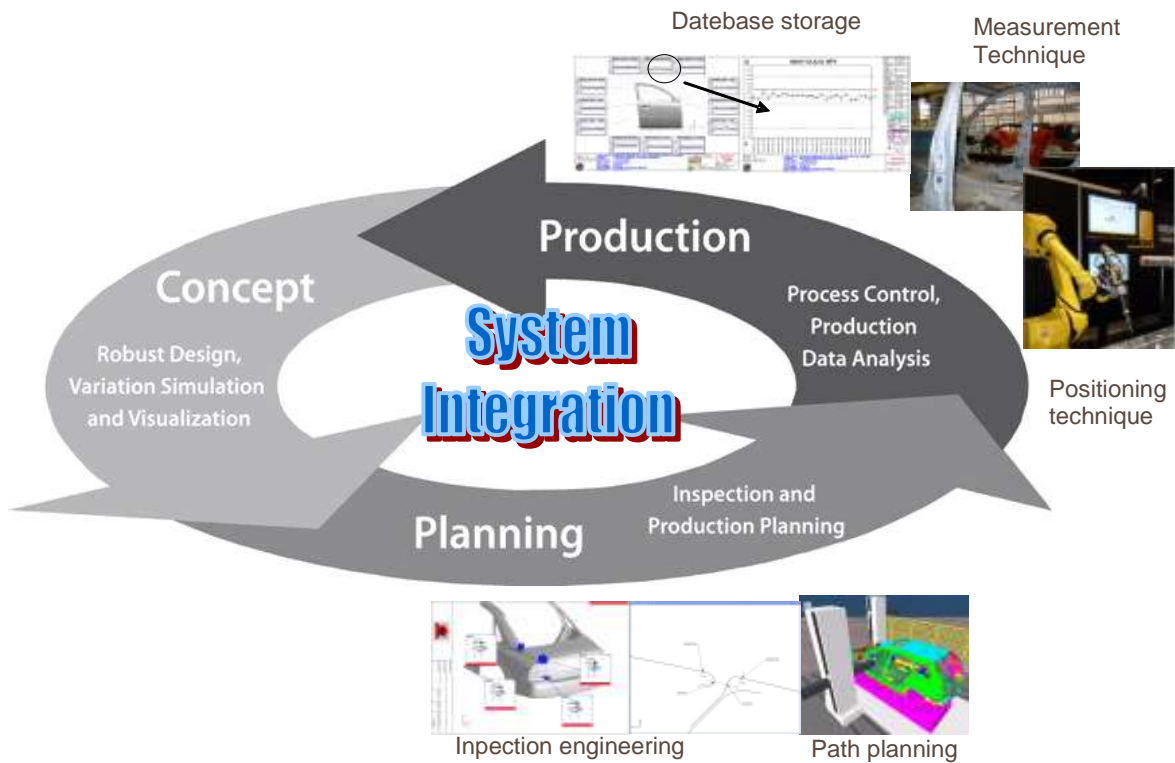 Datebase storage
Measurement
Technique
Production
Concept
Process Control,
Production
Data Analysis
System
Integration
Robust Design,
Variation Simulation
and Visualization
Positioning
technique
Inspection and
Production Planning
Planning
Inpection engineering
Path planning